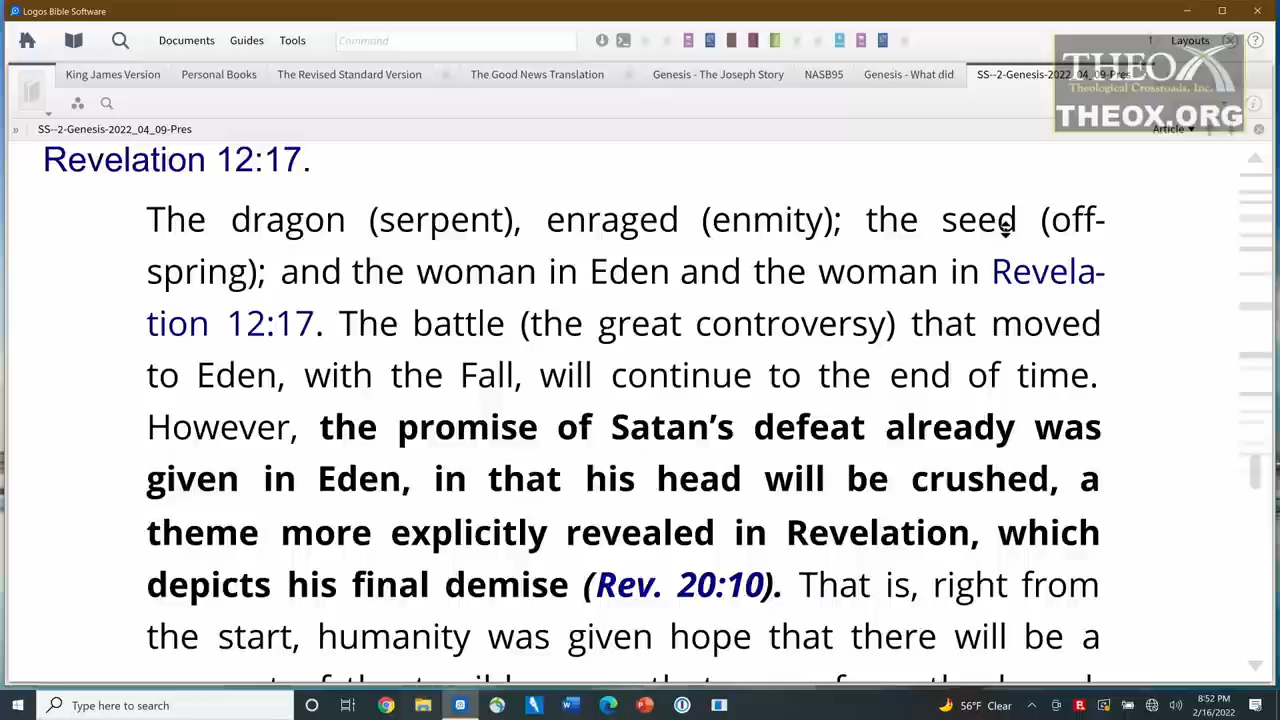 Logos Bible Software
Documents Guides Tools Command Layouts
King James Version Personal Books The Revised Standard Version The Good News Translation Genesis - The Joseph Story NASB95 Genesis - What did SS--2-Genesis-2022_04_09-Pres
THEOX
Theological Crossroads, Inc.
THEOX.ORG
SS--2-Genesis-2022_04_09-Pres Article
Revelation 12:17.
The dragon (serpent), enraged (enmity); the seed (off-
spring); and the woman in Eden and the woman in Revela-
tion 12:17. The battle (the great controversy) that moved
to Eden, with the Fall, will continue to the end of time.
However, the promise of Satan’s defeat already was
given in Eden, in that his head will be crushed, a
theme more explicitly revealed in Revelation, which
depicts his final demise (Rev. 20:10). That is, right from
the start, humanity was given hope that there will be a
Type here to search 56°F Clear 8:52 PM
2/16/2022